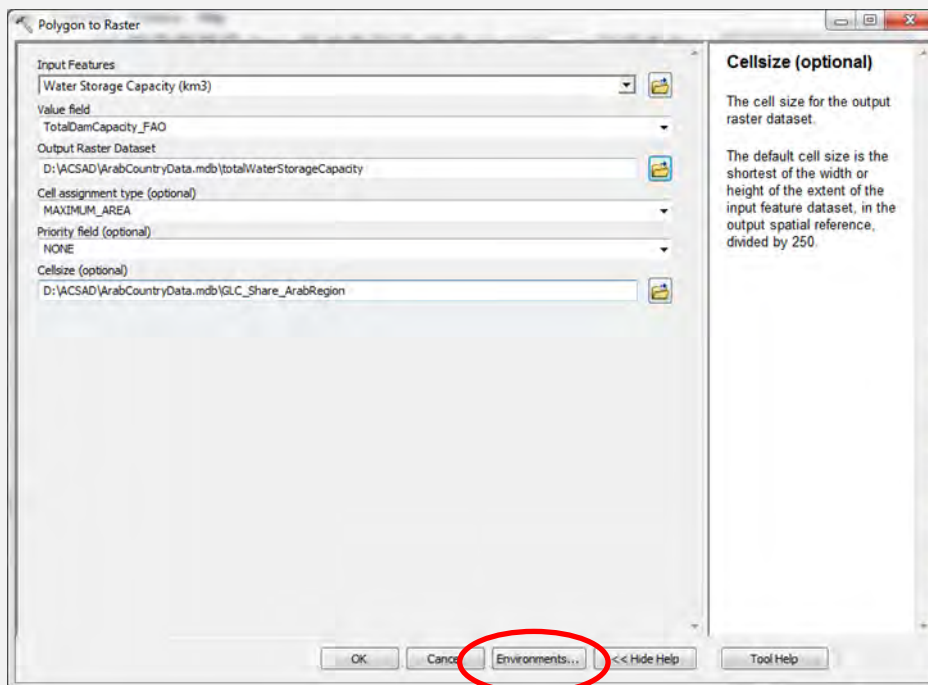 Polygon to Raster
Input Features
Water Storage Capacity (km3)
Value field
TotalDamCapacity_FAO
Output Raster Dataset
D:\ACSAD\ArabCountryData.mdb\totalWaterStorageCapacity
Cell assignment type (optional)
MAXIMUM_AREA
Priority field (optional)
NONE
Cellsize (optional)
D:\ACSAD\ArabCountryData.mdb\GLC_Share_ArabRegion
OK
Cancel
Environments...
<< Hide Help
Tool Help
Cellsize (optional)
The cell size for the output
raster dataset.
The default cell size is the
shortest of the width or
height of the extent of the
input feature dataset, in the
output spatial reference,
divided by 250.